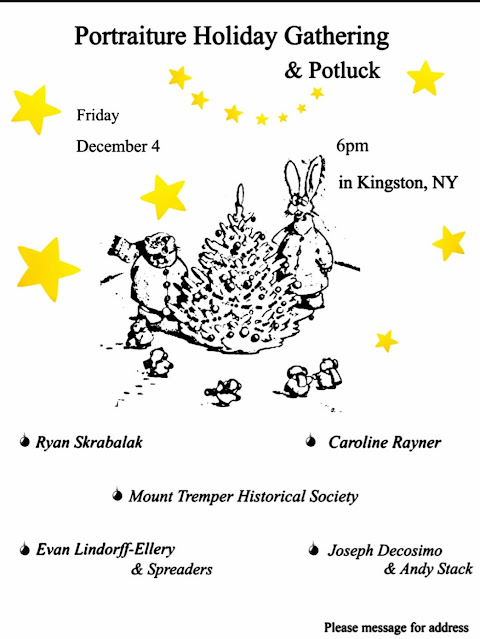 Portraiture Holiday Gathering
& Potluck
Friday
December 4
6pm
in Kingston, NY
Ryan Skrabalak
Caroline Rayner
Mount Tremper Historical Society
Evan Lindorff-Ellery
& Spreaders
Joseph Decosimo
& Andy Stack
Please message for address